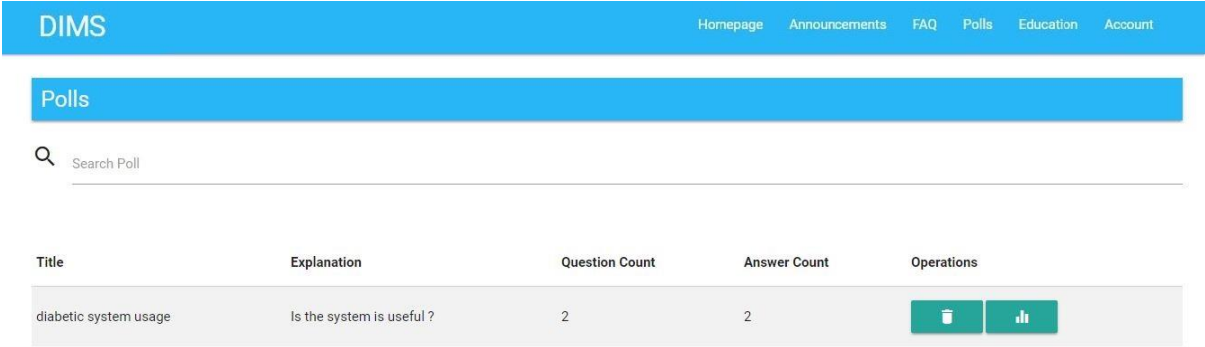 DIMS Homepage Announcements FAQ Polls Education Account
Polls
Search Poll
Title Explanation Question Count Answer Count Operations
diabetic system usage Is the system is useful ? 2 2